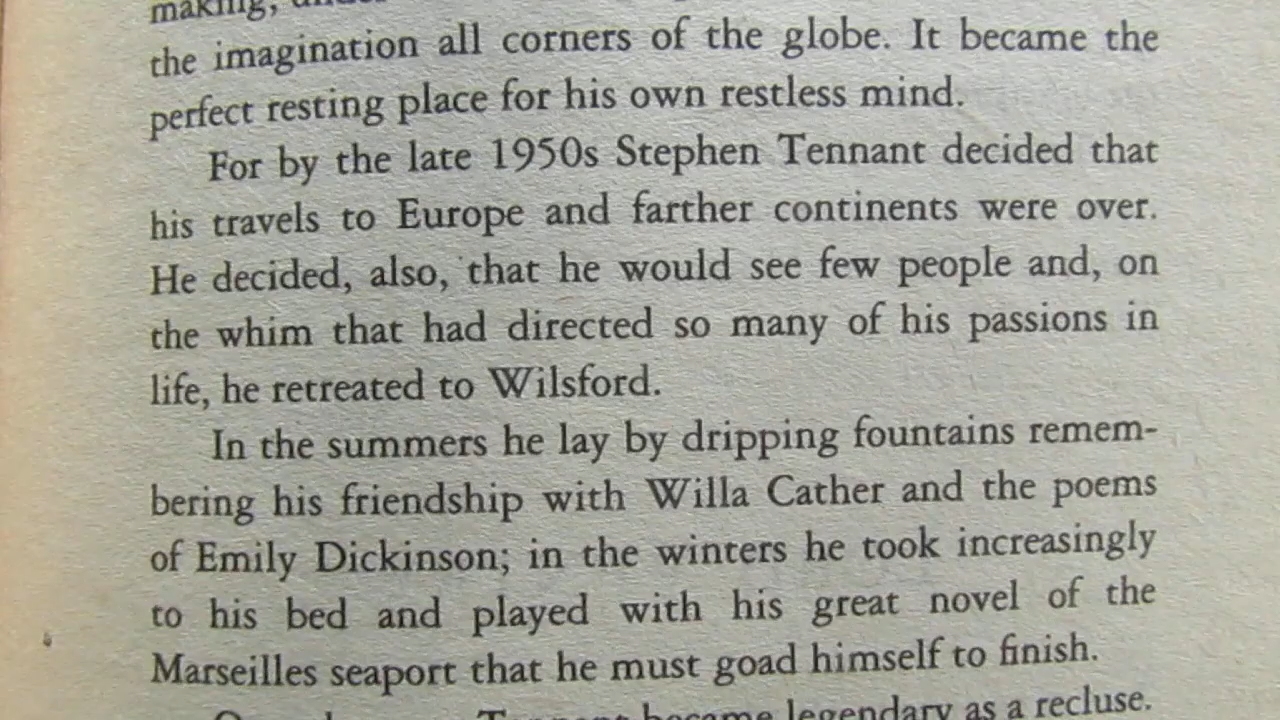 making,
the imagination all corners of the globe. It became the
perfect resting place for his own restless mind.
For by the late 1950s Stephen Tennant decided that
his travels to Europe and farther continents were over.
He decided, also, that he would see few people and, on
the whim that had directed so many of his passions in
life, he retreated to Wilsford.
In the summers he lay by dripping fountains remem-
bering his friendship with Willa Cather and the poems
of Emily Dickinson; in the winters he took increasingly
to his bed and played with his great novel of the
Marseilles seaport that he must goad himself to finish.
Tennant became legendary as a recluse.